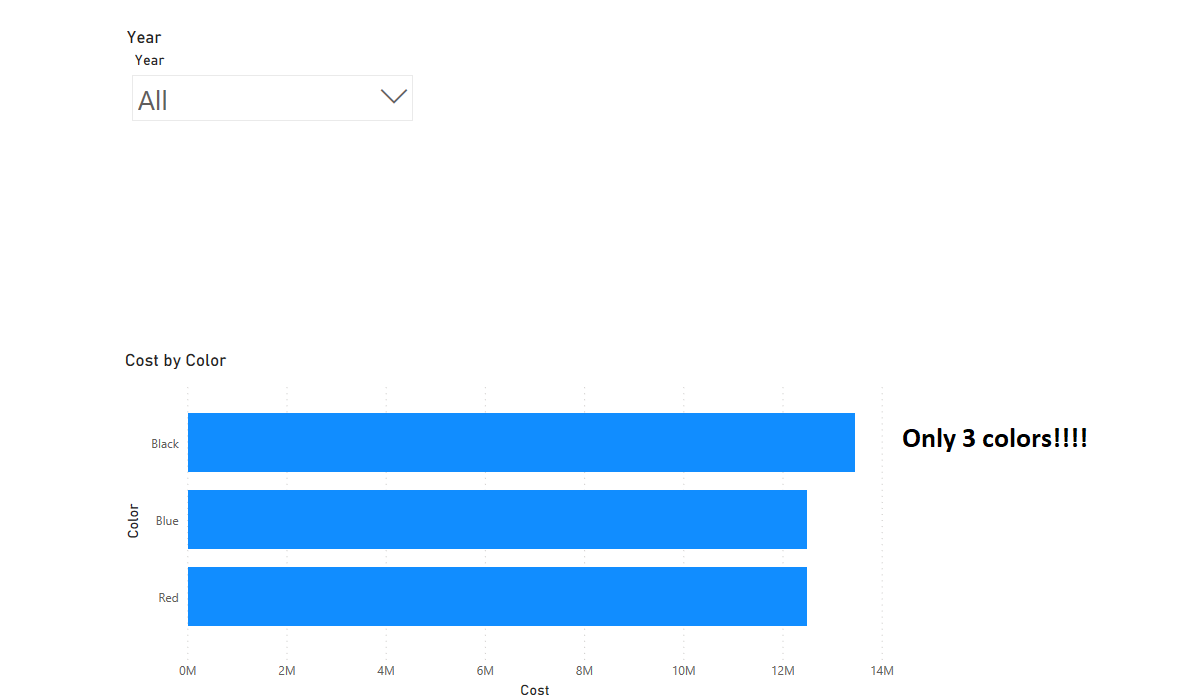 Year
Year
All
Cost by Color
Black
Only 3 colors!!!!
Color
Blue
Red
0M 2M 4M 6M 8M 10M 12M 14M
Cost